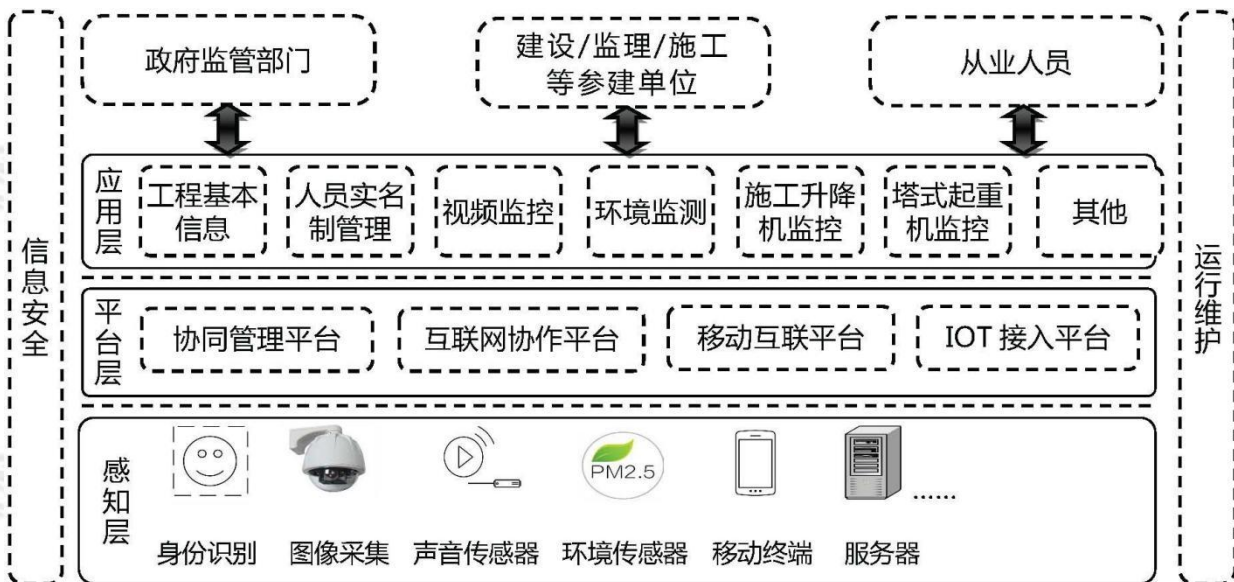 政府监管部门
建设/监理/施工
等参建单位
从业人员
信息安全
应用层
工程基本
信息
人员实名
制管理
视频监控
环境监测
施工升降
机监控
塔式起重
机监控
其他
平台层
协同管理平台
互联网协作平台
移动互联平台
IOT 接入平台
感知层
PM2.5
......
身份识别
图像采集
声音传感器
环境传感器
移动终端
服务器
运行维护